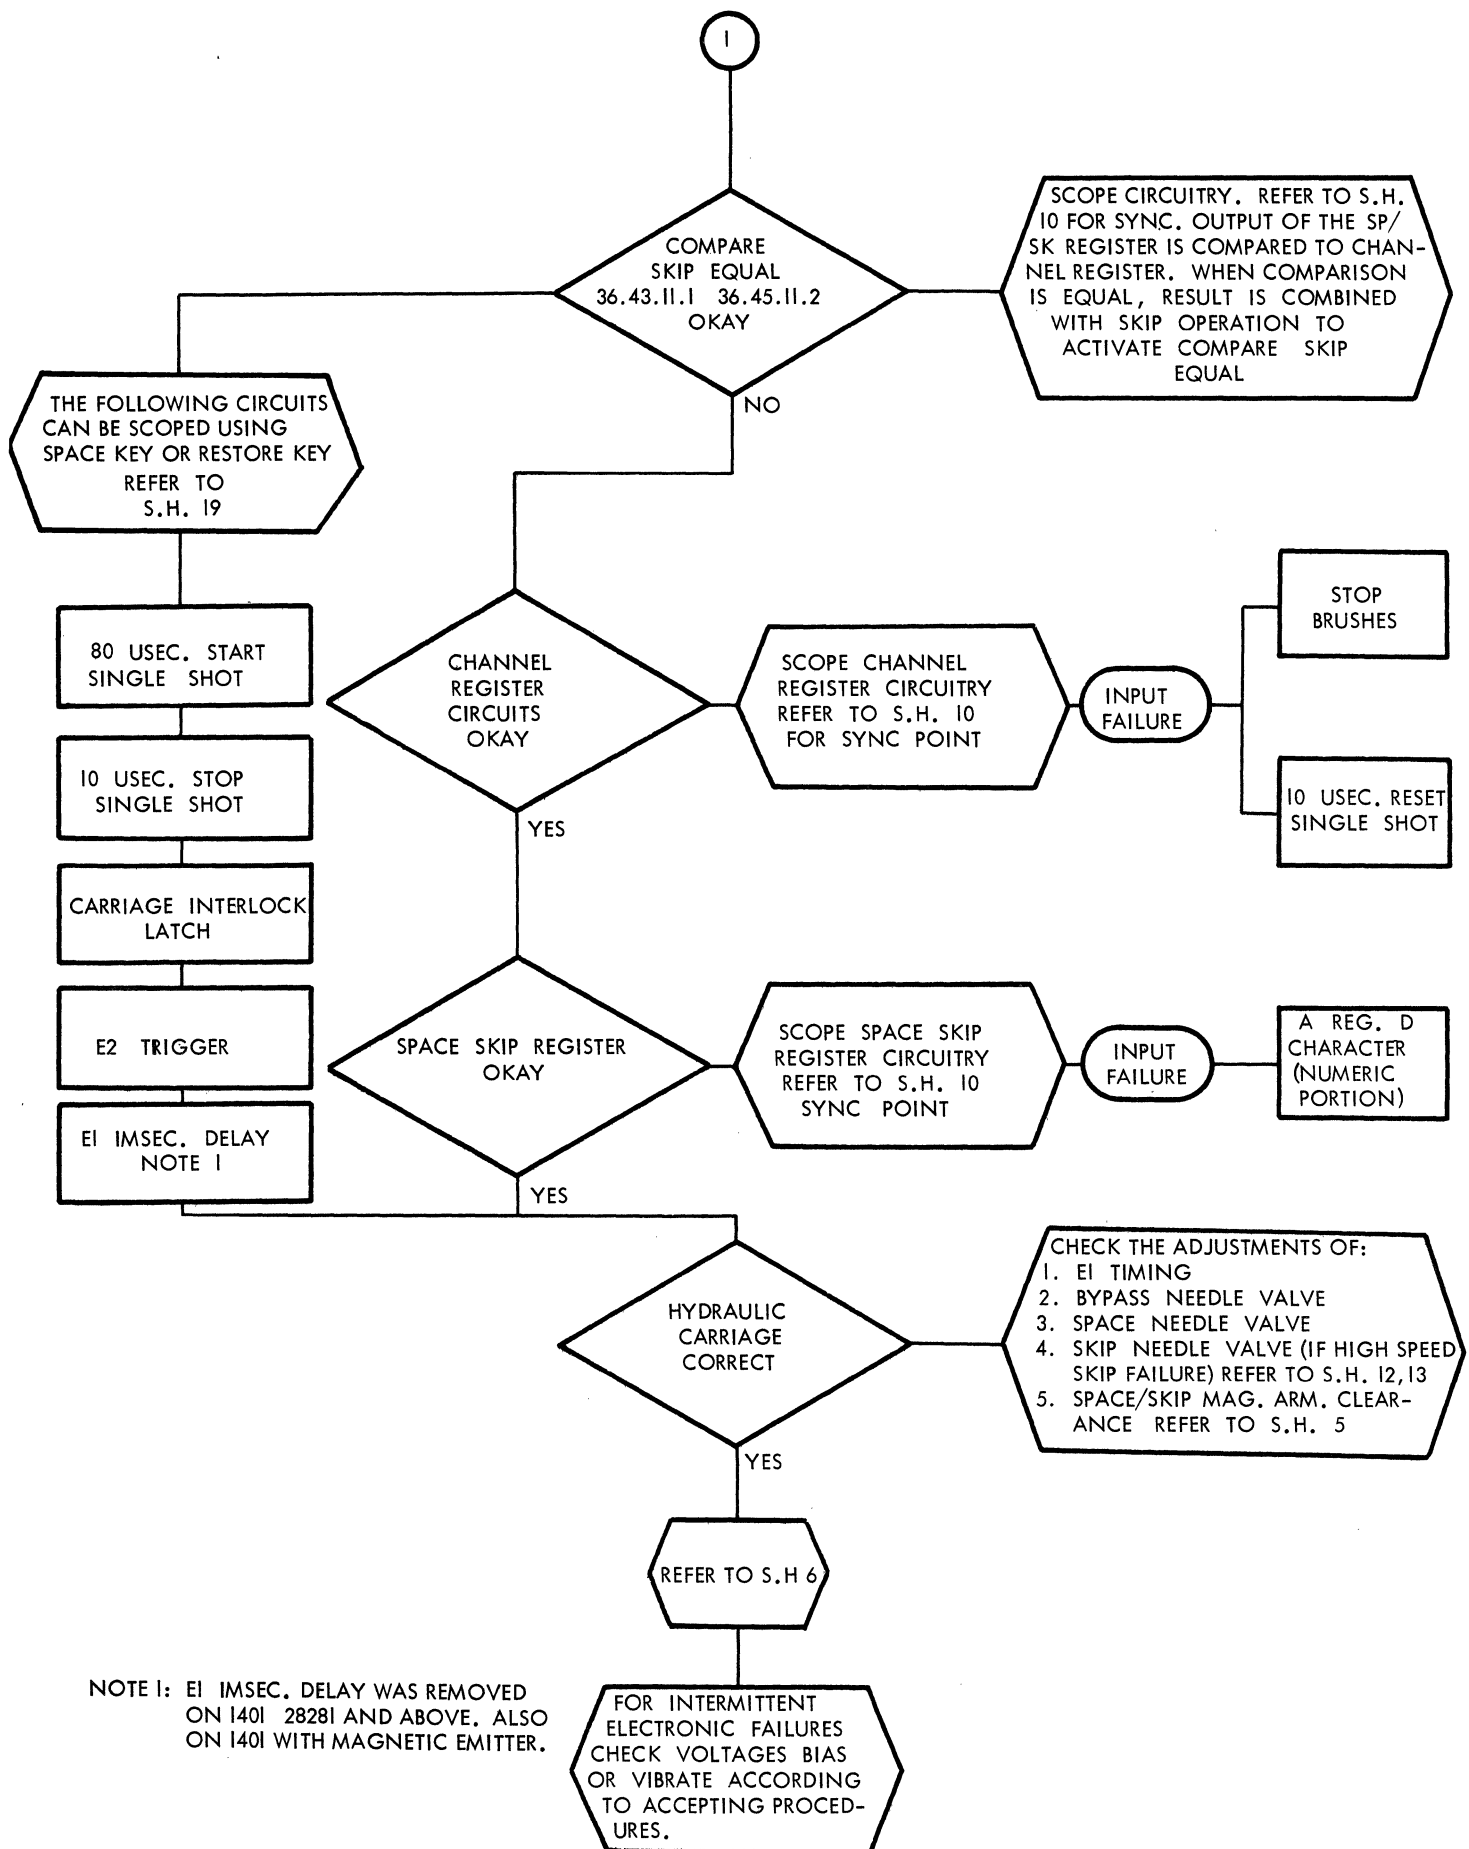 1
COMPARE
SKIP EQUAL
36.43.11.1 36.45.11.2
OKAY
NO
SCOPE CIRCUITRY. REFER TO S.H.
10 FOR SYNC. OUTPUT OF THE SP/
SK REGISTER IS COMPARED TO CHAN-
NEL REGISTER. WHEN COMPARISON
IS EQUAL, RESULT IS COMBINED
WITH SKIP OPERATION TO
ACTIVATE COMPARE SKIP
EQUAL
THE FOLLOWING CIRCUITS
CAN BE SCOPED USING
SPACE KEY OR RESTORE KEY
REFER TO
S.H. 19
80 USEC. START
SINGLE SHOT
10 USEC. STOP
SINGLE SHOT
CARRIAGE INTERLOCK
LATCH
E2 TRIGGER
E1 1MSEC. DELAY
NOTE 1
CHANNEL
REGISTER
CIRCUITS
OKAY
YES
SCOPE CHANNEL
REGISTER CIRCUITRY
REFER TO S.H. 10
FOR SYNC POINT
INPUT
FAILURE
STOP
BRUSHES
10 USEC. RESET
SINGLE SHOT
SPACE SKIP REGISTER
OKAY
YES
SCOPE SPACE SKIP
REGISTER CIRCUITRY
REFER TO S.H. 10
SYNC POINT
INPUT
FAILURE
A REG. D
CHARACTER
(NUMERIC
PORTION)
HYDRAULIC
CARRIAGE
CORRECT
YES
CHECK THE ADJUSTMENTS OF:
1. E1 TIMING
2. BYPASS NEEDLE VALVE
3. SPACE NEEDLE VALVE
4. SKIP NEEDLE VALVE (IF HIGH SPEED
SKIP FAILURE) REFER TO S.H. 12,13
5. SPACE/SKIP MAG. ARM. CLEAR-
ANCE REFER TO S.H. 5
REFER TO S.H 6
FOR INTERMITTENT
ELECTRONIC FAILURES
CHECK VOLTAGES BIAS
OR VIBRATE ACCORDING
TO ACCEPTING PROCED-
URES.
NOTE 1: E1 1MSEC. DELAY WAS REMOVED
ON 1401 28281 AND ABOVE. ALSO
ON 1401 WITH MAGNETIC EMITTER.